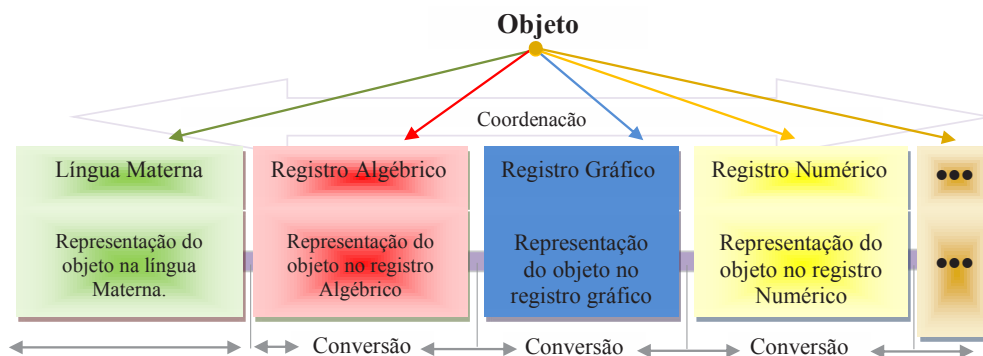 Objeto
Coordenacão
Língua Materna
Registro Algébrico
Registro Gráfico
Registro Numérico
•••
Representação do
objeto na língua
Materna.
Representação do
objeto no registro
Algébrico
Representação
do objeto no
registro gráfico
Representação do
objeto no registro
Numérico
•••
Conversão
Conversão
Conversão